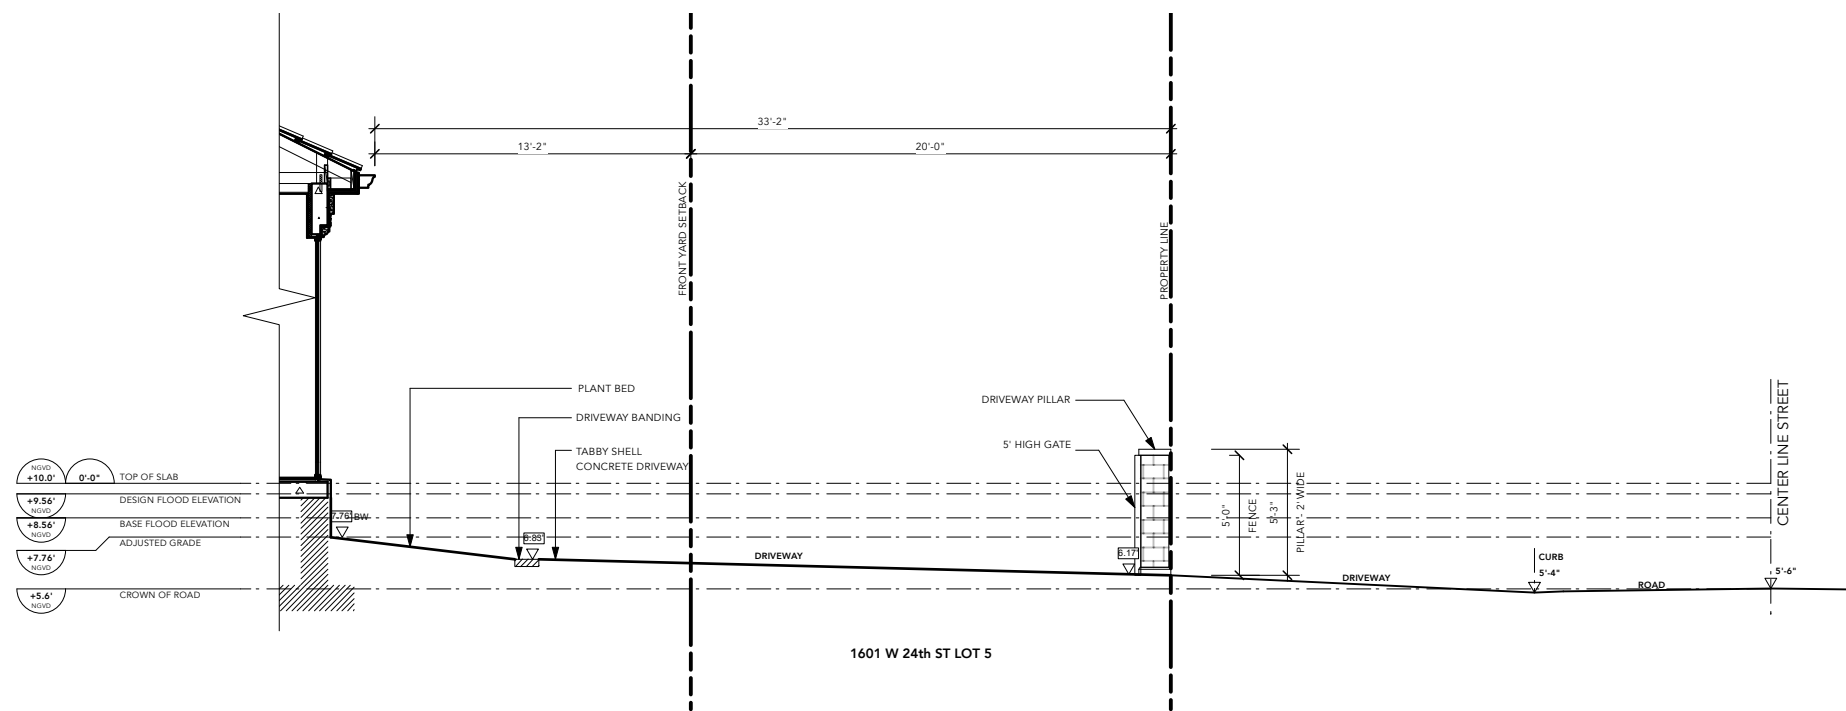 33'-2"
13'-2"
20'-0"
FRONT YARD SETBACK
PROPERTY LINE
PLANT BED
DRIVEWAY BANDING
TABBY SHELL
CONCRETE DRIVEWAY
DRIVEWAY PILLAR
5' HIGH GATE
CENTER LINE STREET
NGVD
+10.0'
0'-0"
TOP OF SLAB
+9.56'
NGVD
DESIGN FLOOD ELEVATION
+8.56'
NGVD
BASE FLOOD ELEVATION
ADJUSTED GRADE
+7.76'
NGVD
+5.6'
NGVD
CROWN OF ROAD
7.76' BW
6.83'
DRIVEWAY
6.17'
5'-0"
FENCE
5'-3"
PILLAR - 2' WIDE
DRIVEWAY
CURB
5'-4"
ROAD
5'-6"
1601 W 24th ST LOT 5